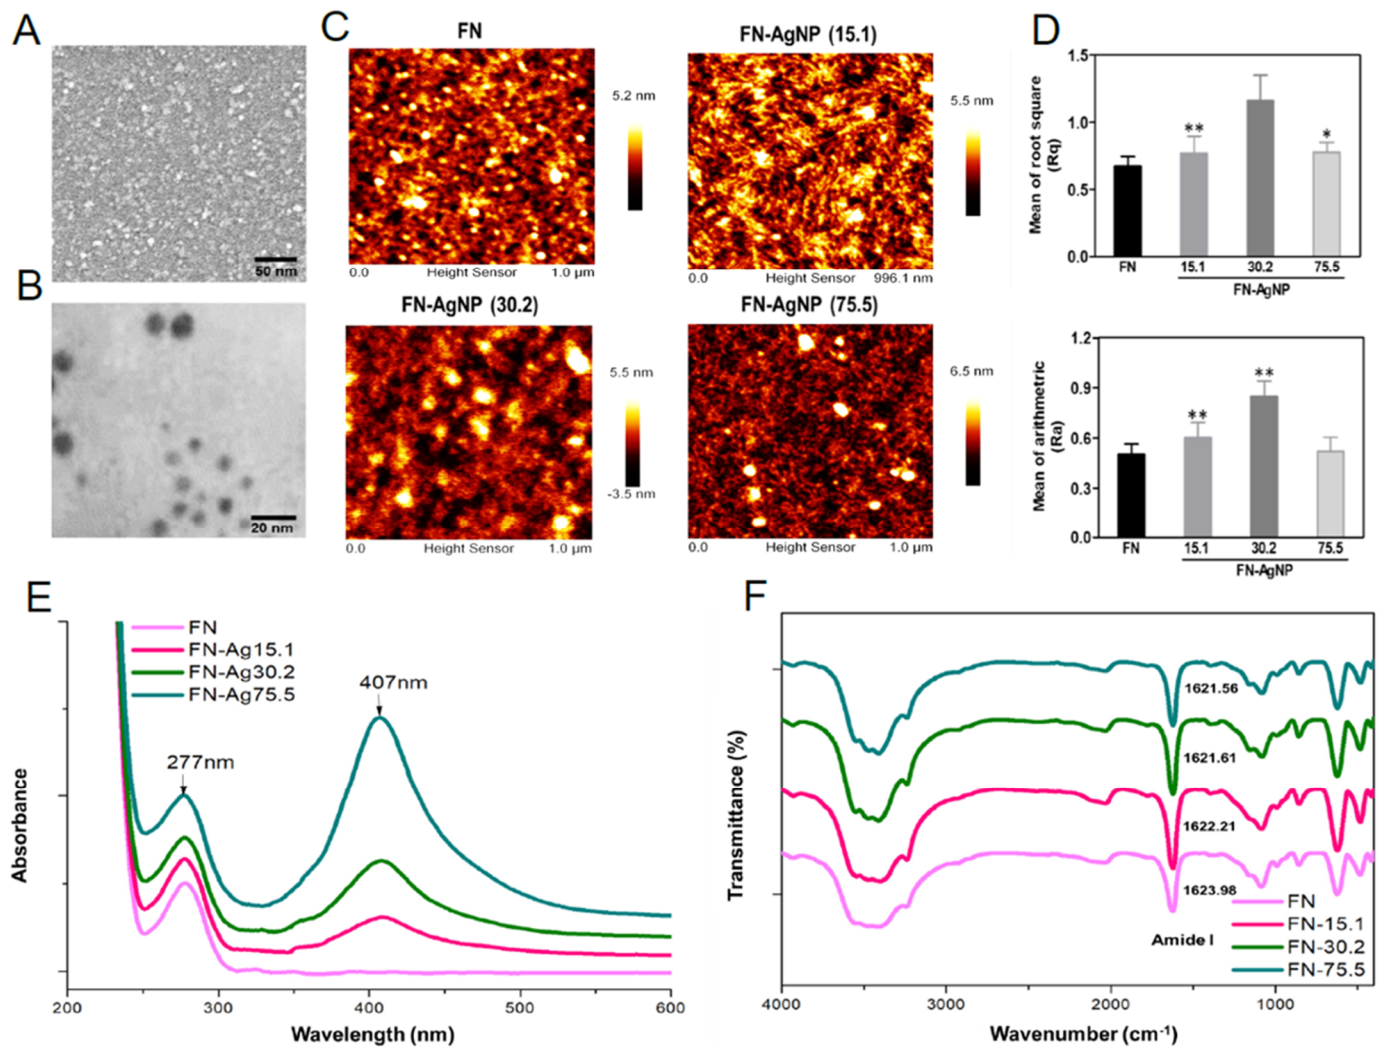 A
50 nm
B
20 nm
C
FN
5.2 nm
0.0 Height Sensor 1.0 µm
FN-AgNP (15.1)
5.5 nm
0.0 Height Sensor 996.1 nm
FN-AgNP (30.2)
5.5 nm
-3.5 nm
0.0 Height Sensor 1.0 µm
FN-AgNP (75.5)
6.5 nm
0.0 Height Sensor 1.0 µm
D
Mean of root square
(Rq)
1.5
1.0
0.5
0.0
** *
FN 15.1 30.2 75.5
FN-AgNP
Mean of arithmetric
(Ra)
1.2
0.9
0.6
0.3
0.0
** **
FN 15.1 30.2 75.5
FN-AgNP
E
FN
FN-Ag15.1
FN-Ag30.2
FN-Ag75.5
277nm
407nm
Absorbance
200 300 400 500 600
Wavelength (nm)
F
Transmittance (%)
1621.56
1621.61
1622.21
1623.98
Amide I
FN
FN-15.1
FN-30.2
FN-75.5
4000 3000 2000 1000
Wavenumber (cm⁻¹)